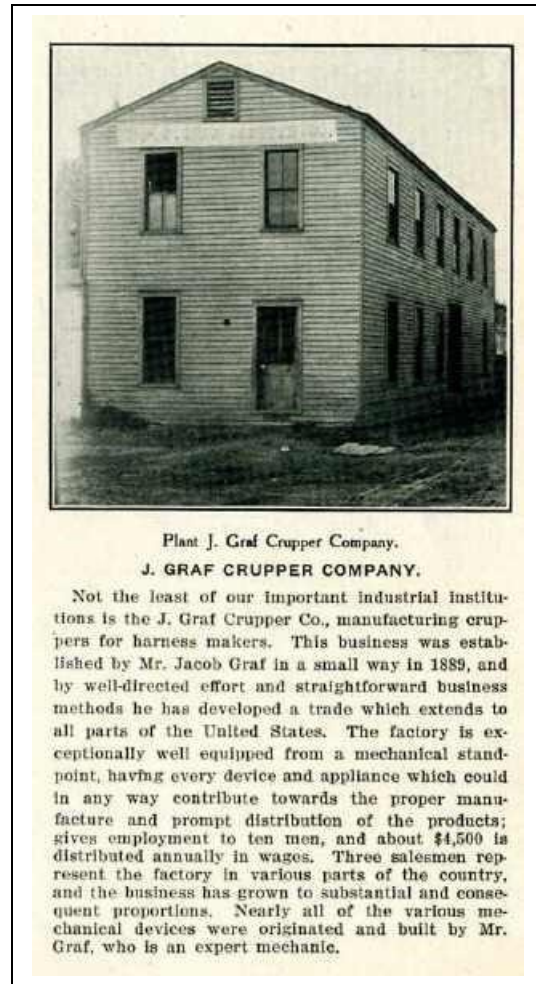 Plant J. Graf Crupper Company.
J. GRAF CRUPPER COMPANY.
Not the least of our important industrial institu-
tions is the J. Graf Crupper Co., manufacturing crup-
pers for harness makers. This business was estab-
lished by Mr. Jacob Graf in a small way in 1889, and
by well-directed effort and straightforward business
methods he has developed a trade which extends to
all parts of the United States. The factory is ex-
ceptionally well equipped from a mechanical stand-
point, having every device and appliance which could
in any way contribute towards the proper manu-
facture and prompt distribution of the products;
gives employment to ten men, and about $4,500 is
distributed annually in wages. Three salesmen rep-
resent the factory in various parts of the country,
and the business has grown to substantial and conse-
quent proportions. Nearly all of the various me-
chanical devices were originated and built by Mr.
Graf, who is an expert mechanic.